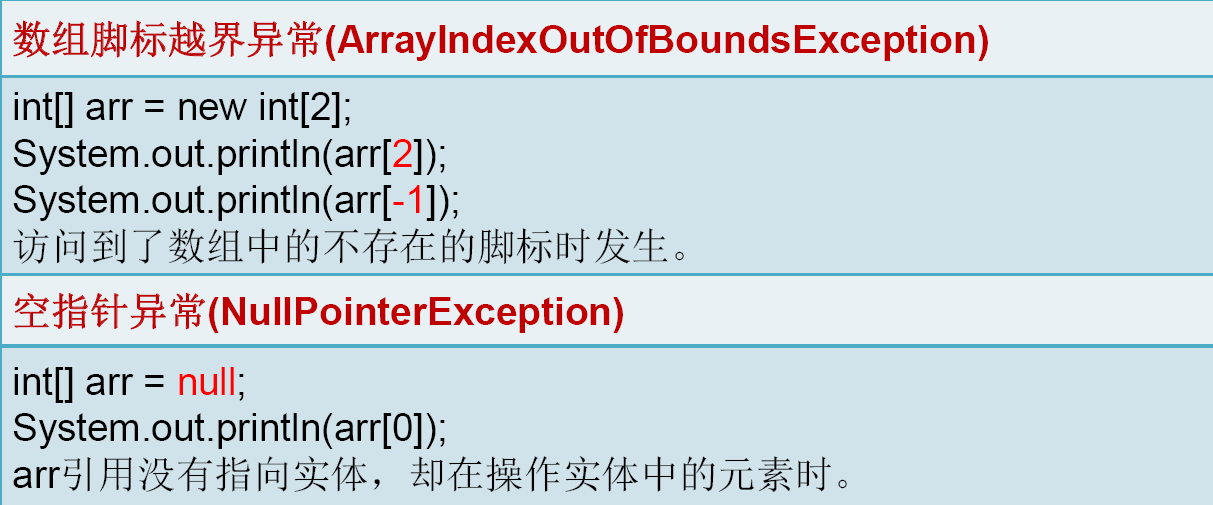 数组脚标越界异常(ArrayIndexOutOfBoundsException)
int[] arr = new int[2];
System.out.println(arr[2]);
System.out.println(arr[-1]);
访问到了数组中的不存在的脚标时发生。
空指针异常(NullPointerException)
int[] arr = null;
System.out.println(arr[0]);
arr引用没有指向实体，却在操作实体中的元素时。